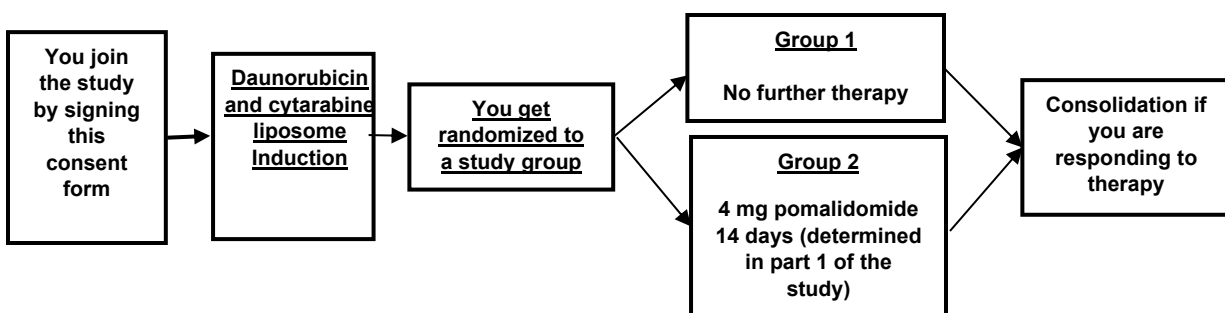 You join
the study
by signing
this
consent
form
Daunorubicin
and cytarabine
liposome
Induction
You get
randomized to
a study group
Group 1
No further therapy
Group 2
4 mg pomalidomide
14 days (determined
in part 1 of the
study)
Consolidation if
you are
responding to
therapy